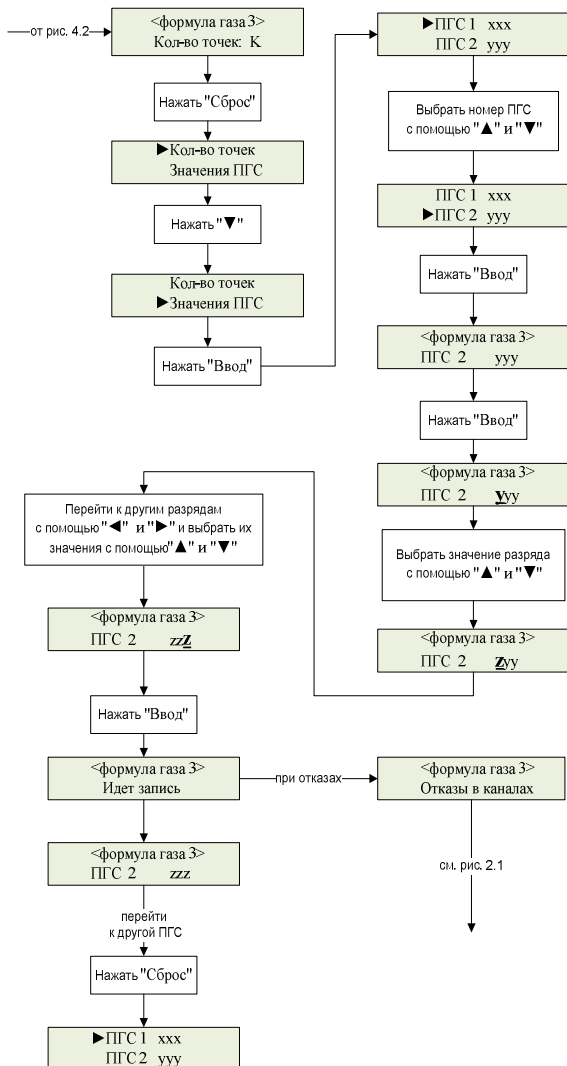 от рис. 4.2
<формула газа 3>
Кол-во точек: K
Нажать "Сброс"
▶Кол-во точек
Значения ПГС
Нажать "▼"
Кол-во точек
▶Значения ПГС
Нажать "Ввод"
▶ПГС 1 xxx
ПГС 2 yyy
Выбрать номер ПГС
с помощью "▲" и "▼"
ПГС 1 xxx
▶ПГС 2 yyy
Нажать "Ввод"
<формула газа 3>
ПГС 2 yyy
Нажать "Ввод"
<формула газа 3>
ПГС 2 yyy
Выбрать значение разряда
с помощью "▲" и "▼"
<формула газа 3>
ПГС 2 zyy
Перейти к другим разрядам
с помощью "◀" и "▶" и выбрать их
значения с помощью "▲" и "▼"
<формула газа 3>
ПГС 2 zzz
Нажать "Ввод"
<формула газа 3>
Идет запись
при отказах
<формула газа 3>
Отказы в каналах
см. рис. 2.1
<формула газа 3>
ПГС 2 zzz
перейти
к другой ПГС
Нажать "Сброс"
▶ПГС 1 xxx
ПГС 2 yyy